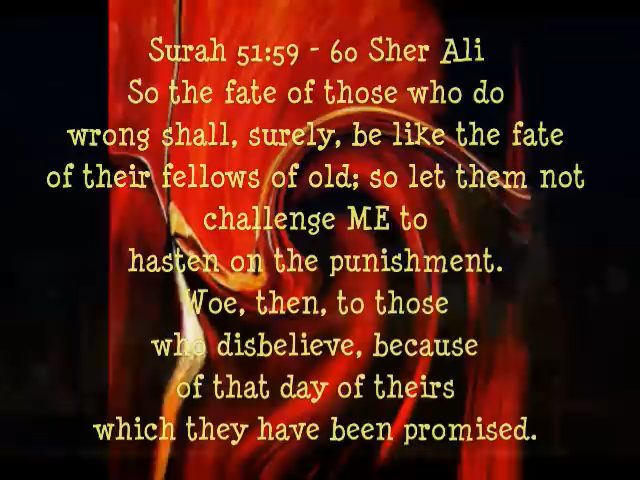 Surah 51:59 - 60 Sher Ali
So the fate of those who do
wrong shall, surely, be like the fate
of their fellows of old; so let them not
challenge ME to
hasten on the punishment.
Woe, then, to those
who disbelieve, because
of that day of theirs
which they have been promised.